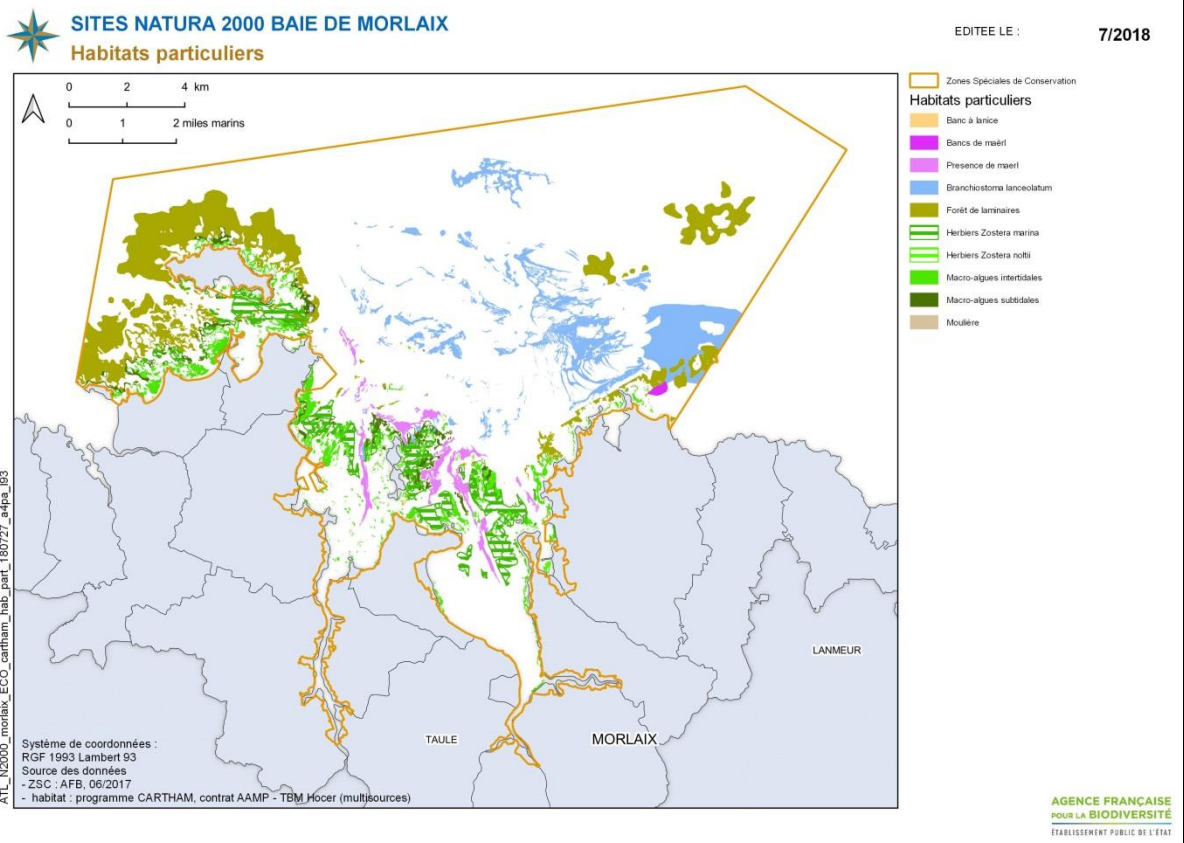 SITES NATURA 2000 BAIE DE MORLAIX
Habitats particuliers
EDITEE LE :
7/2018
0 2 4 km
0 1 2 miles marins
Zones Spéciales de Conservation
Habitats particuliers
Banc à lanice
Bancs de maërl
Presence de maerl
Branchiostoma lanceolatum
Forêt de laminaires
Herbiers Zostera marina
Herbiers Zostera noltii
Macro-algues intertidales
Macro-algues subtidales
Moulière
LANMEUR
TAULE
MORLAIX
Système de coordonnées :
RGF 1993 Lambert 93
Source des données
- ZSC : AFB, 06/2017
- habitat : programme CARTHAM, contrat AAMP - TBM Hocer (multisources)
ATL_N2000_morlaix_ECO_cartham_hab_part_180727_a4pa_l93
AGENCE FRANÇAISE
POUR LA BIODIVERSITÉ
ÉTABLISSEMENT PUBLIC DE L'ÉTAT